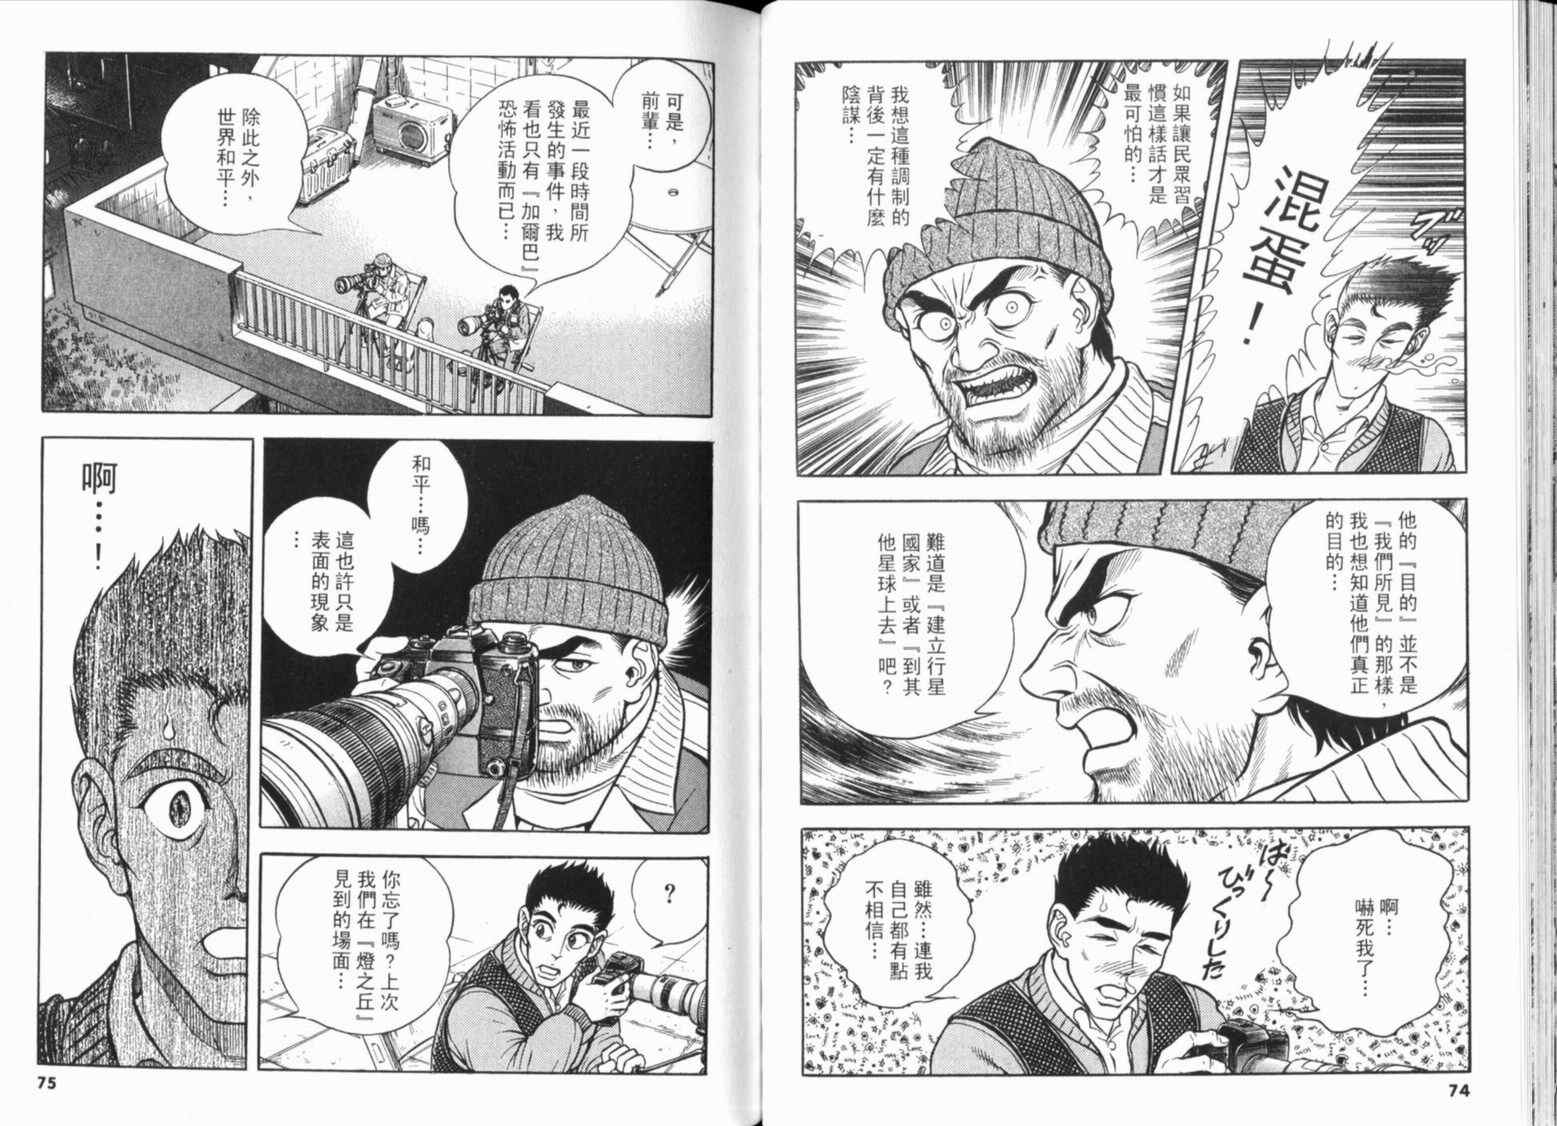 混蛋！
ブッ
如果讓民眾習
慣這樣話才是
最可怕的…
我想這種調制的
背後一定有什麼
陰謀…
他的『目的』並不是
『我們所見』的那樣，
我也想知道他們真正
的目的…
難道是『建立行星
國家』或者『到其
他星球上去』吧？
啊…
嚇死我了…
は～
びっくりした
雖然…連我
自己都有點
不相信…
74
可是，
前輩…
最近一段時間所
發生的事件，我
看也只有『加爾巴』
恐怖活動而已…
除此之外，
世界和平…
和平…嗎…
這也許只是
表面的現象
…
？
你忘了嗎？上次
我們在『燈之丘』
見到的場面…
啊…！
75